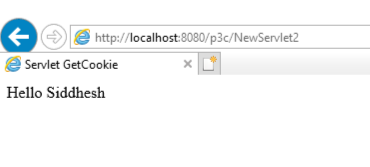 http://localhost:8080/p3c/NewServlet2
Servlet GetCookie
Hello Siddhesh